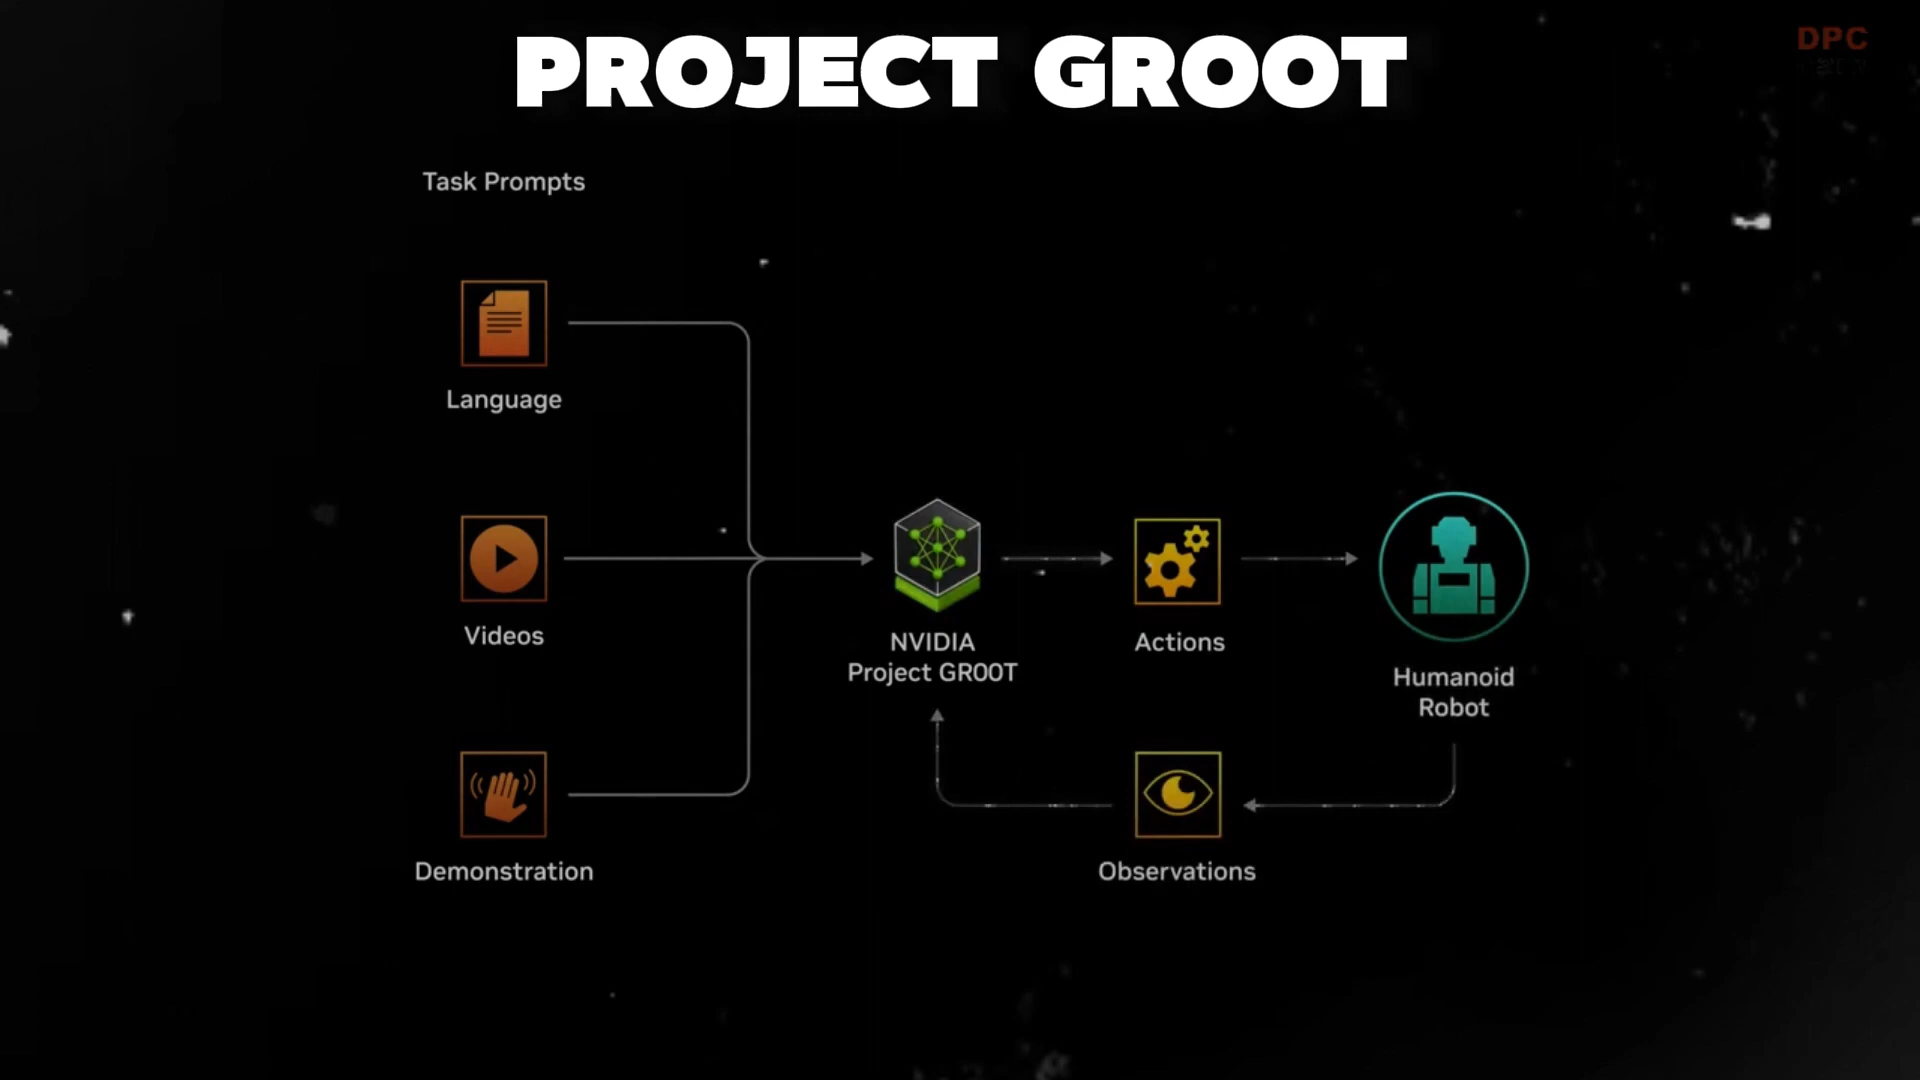 PROJECT GROOT
DPC
Task Prompts
Language
Videos
NVIDIA
Project GR00T
Actions
Humanoid
Robot
Demonstration
Observations